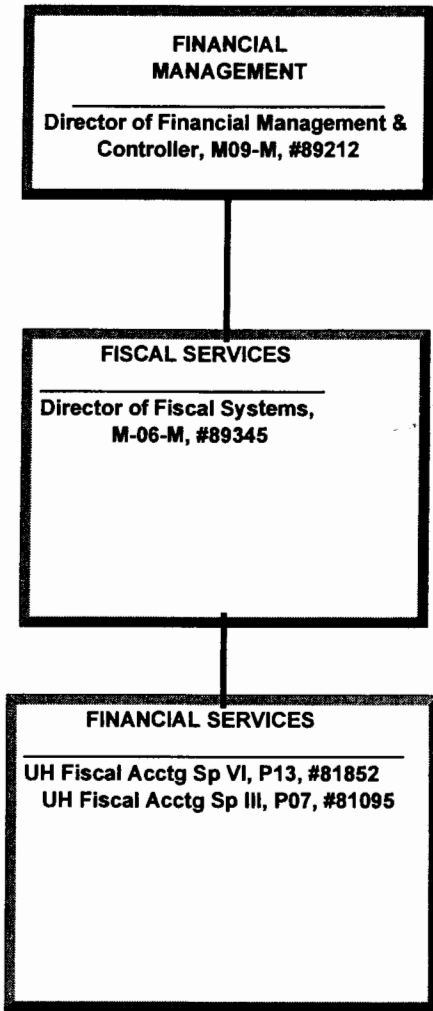 FINANCIAL
MANAGEMENT
Director of Financial Management &
Controller, M09-M, #89212
FISCAL SERVICES
Director of Fiscal Systems,
M-06-M, #89345
FINANCIAL SERVICES
UH Fiscal Acctg Sp VI, P13, #81852
UH Fiscal Acctg Sp III, P07, #81095